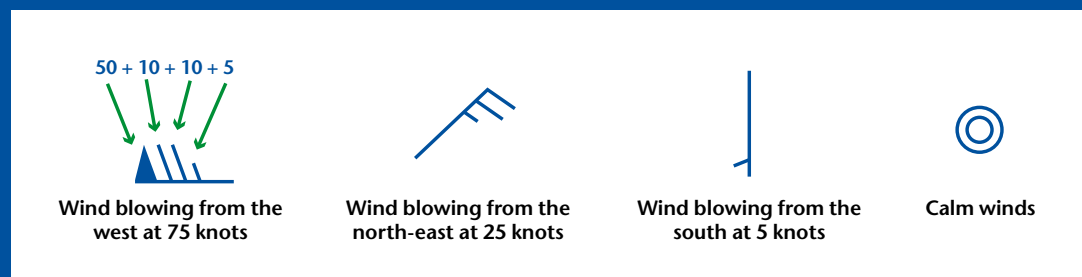 50 + 10 + 10 + 5
Wind blowing from the
west at 75 knots
Wind blowing from the
north-east at 25 knots
Wind blowing from the
south at 5 knots
Calm winds